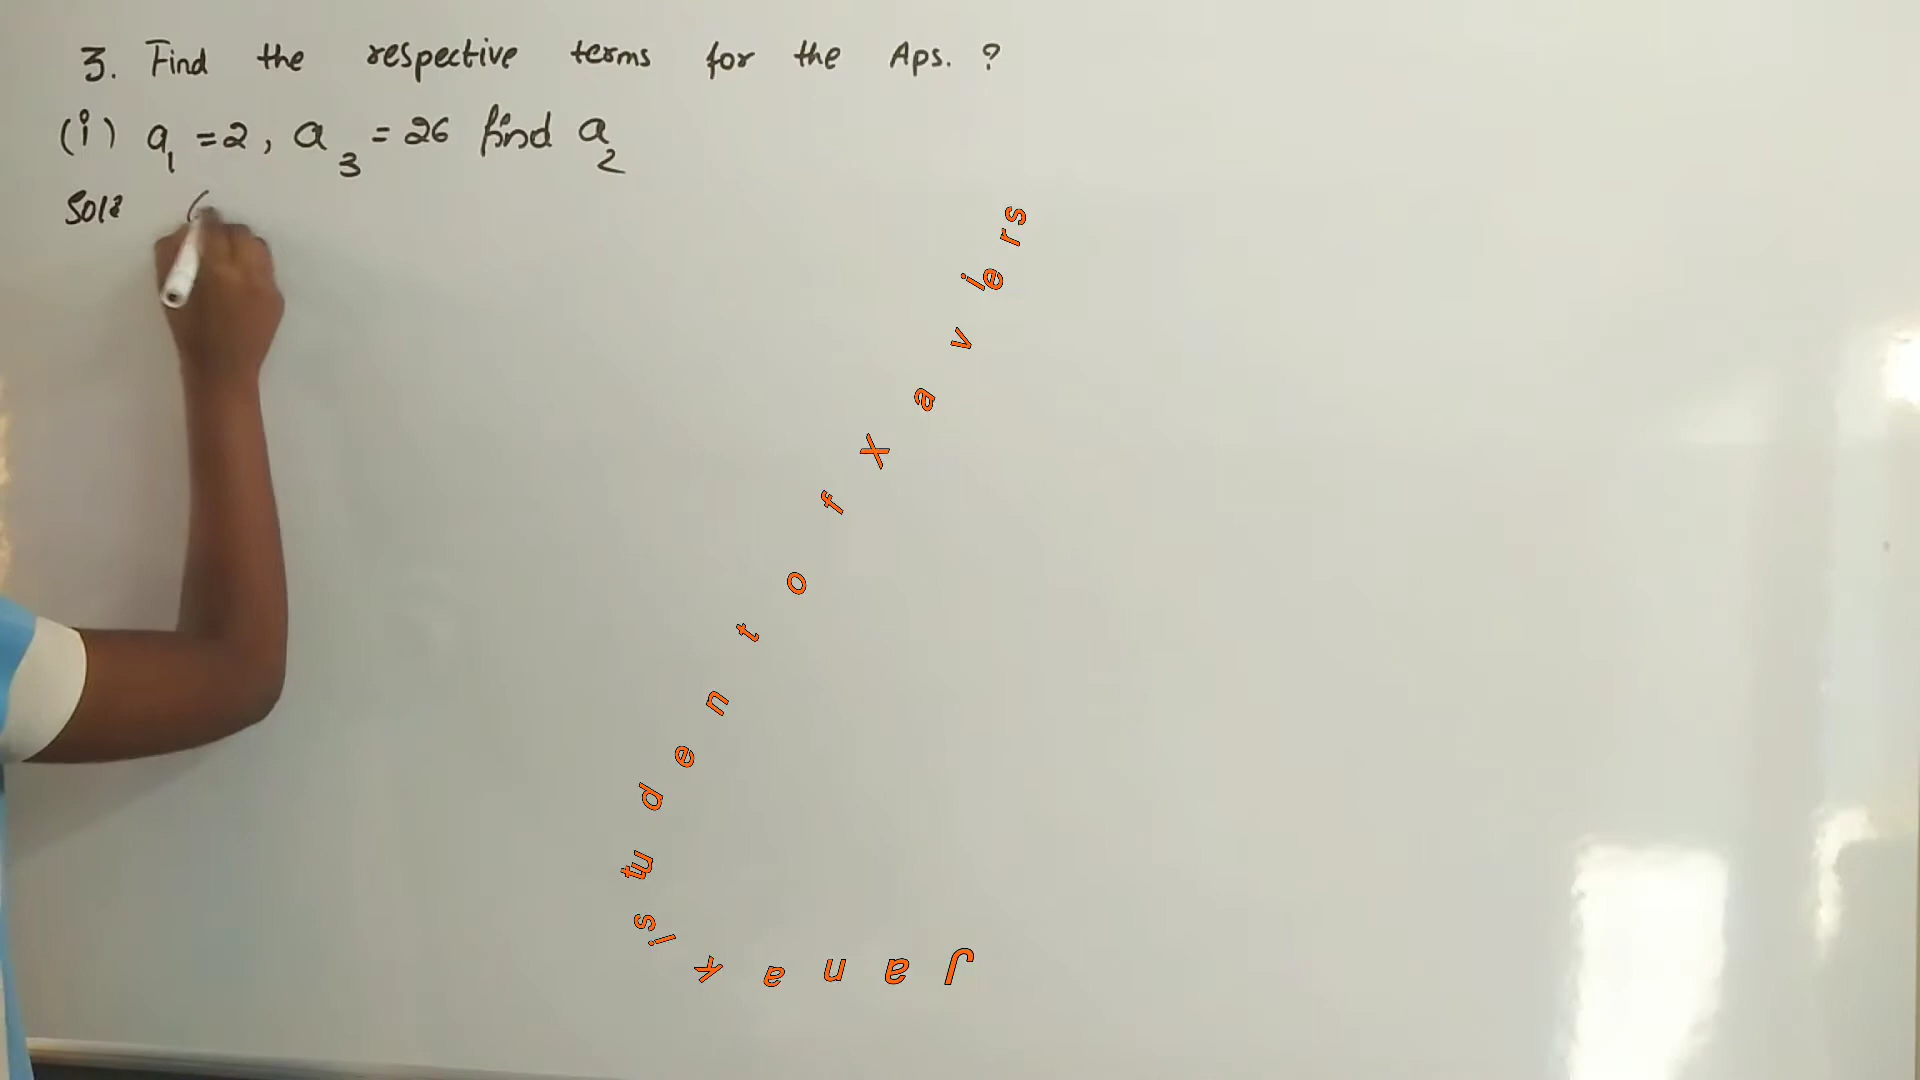 3. Find the respective terms for the Aps. ?
(i) a₁ = 2, a₃ = 26 find a₂
Sol:
Janak is student of Xaviers